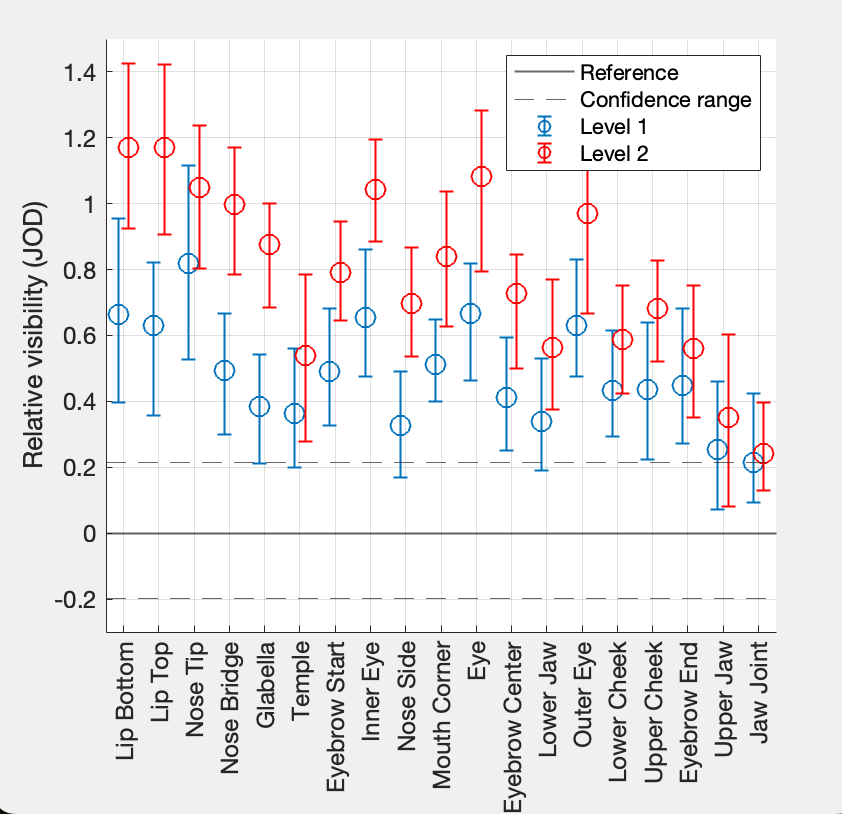 Relative visibility (JOD)
1.4
1.2
1
0.8
0.6
0.4
0.2
0
-0.2
Reference
Confidence range
Level 1
Level 2
Lip Bottom
Lip Top
Nose Tip
Nose Bridge
Glabella
Temple
Eyebrow Start
Inner Eye
Nose Side
Mouth Corner
Eye
Eyebrow Center
Lower Jaw
Outer Eye
Lower Cheek
Upper Cheek
Eyebrow End
Upper Jaw
Jaw Joint